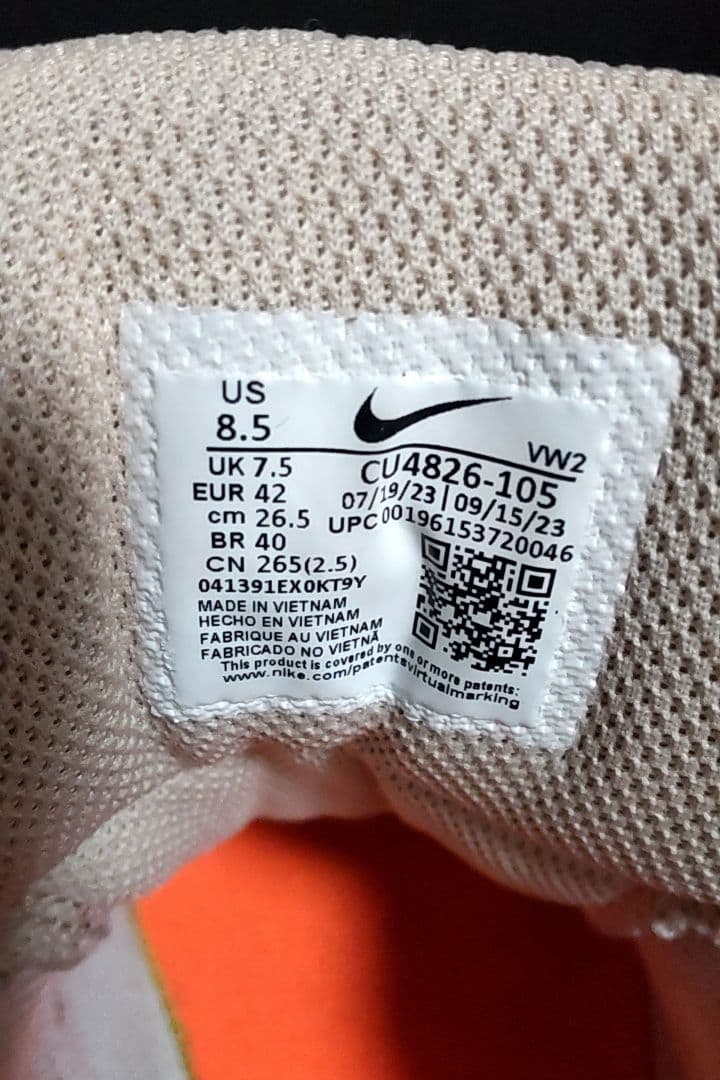 US
8.5
VW2
UK 7.5
CU4826-105
EUR 42
07/19/23 | 09/15/23
cm 26.5
UPC 00196153720046
BR 40
CN 265(2.5)
041391EX0KT9Y
MADE IN VIETNAM
HECHO EN VIETNAM
FABRIQUE AU VIETNAM
FABRICADO NO VIETNÃ
This product is covered by one or more patents:
www.nike.com/patentsvirtualmarking